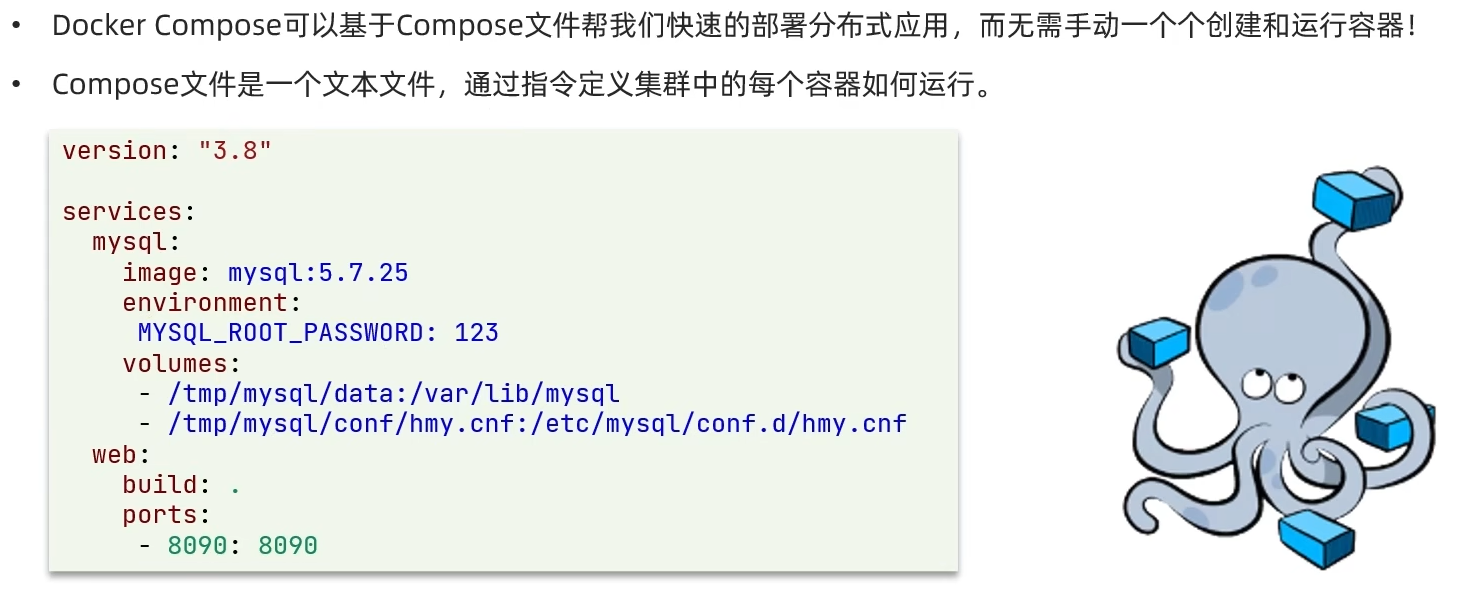 • Docker Compose可以基于Compose文件帮我们快速的部署分布式应用，而无需手动一个个创建和运行容器！
• Compose文件是一个文本文件，通过指令定义集群中的每个容器如何运行。
version: "3.8"
services:
  mysql:
    image: mysql:5.7.25
    environment:
     MYSQL_ROOT_PASSWORD: 123
    volumes:
     - /tmp/mysql/data:/var/lib/mysql
     - /tmp/mysql/conf/hmy.cnf:/etc/mysql/conf.d/hmy.cnf
  web:
    build: .
    ports:
     - 8090: 8090